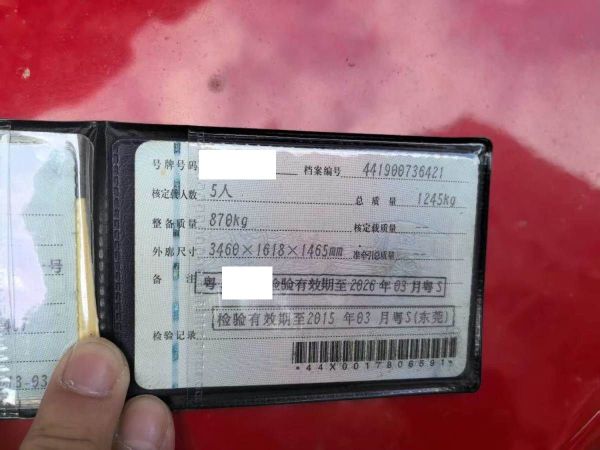 号牌号码 档案编号 441900736421
核定载人数 5人 总质量 1245kg
整备质量 870kg 核定载质量 --
外廓尺寸 3460×1618×1465mm 准牵引总质量 --
备注 粤 检验有效期至2026年03月粤S
检验有效期至2015年03月粤S(东莞)
检验记录
*44X0017806591*
号
13-93